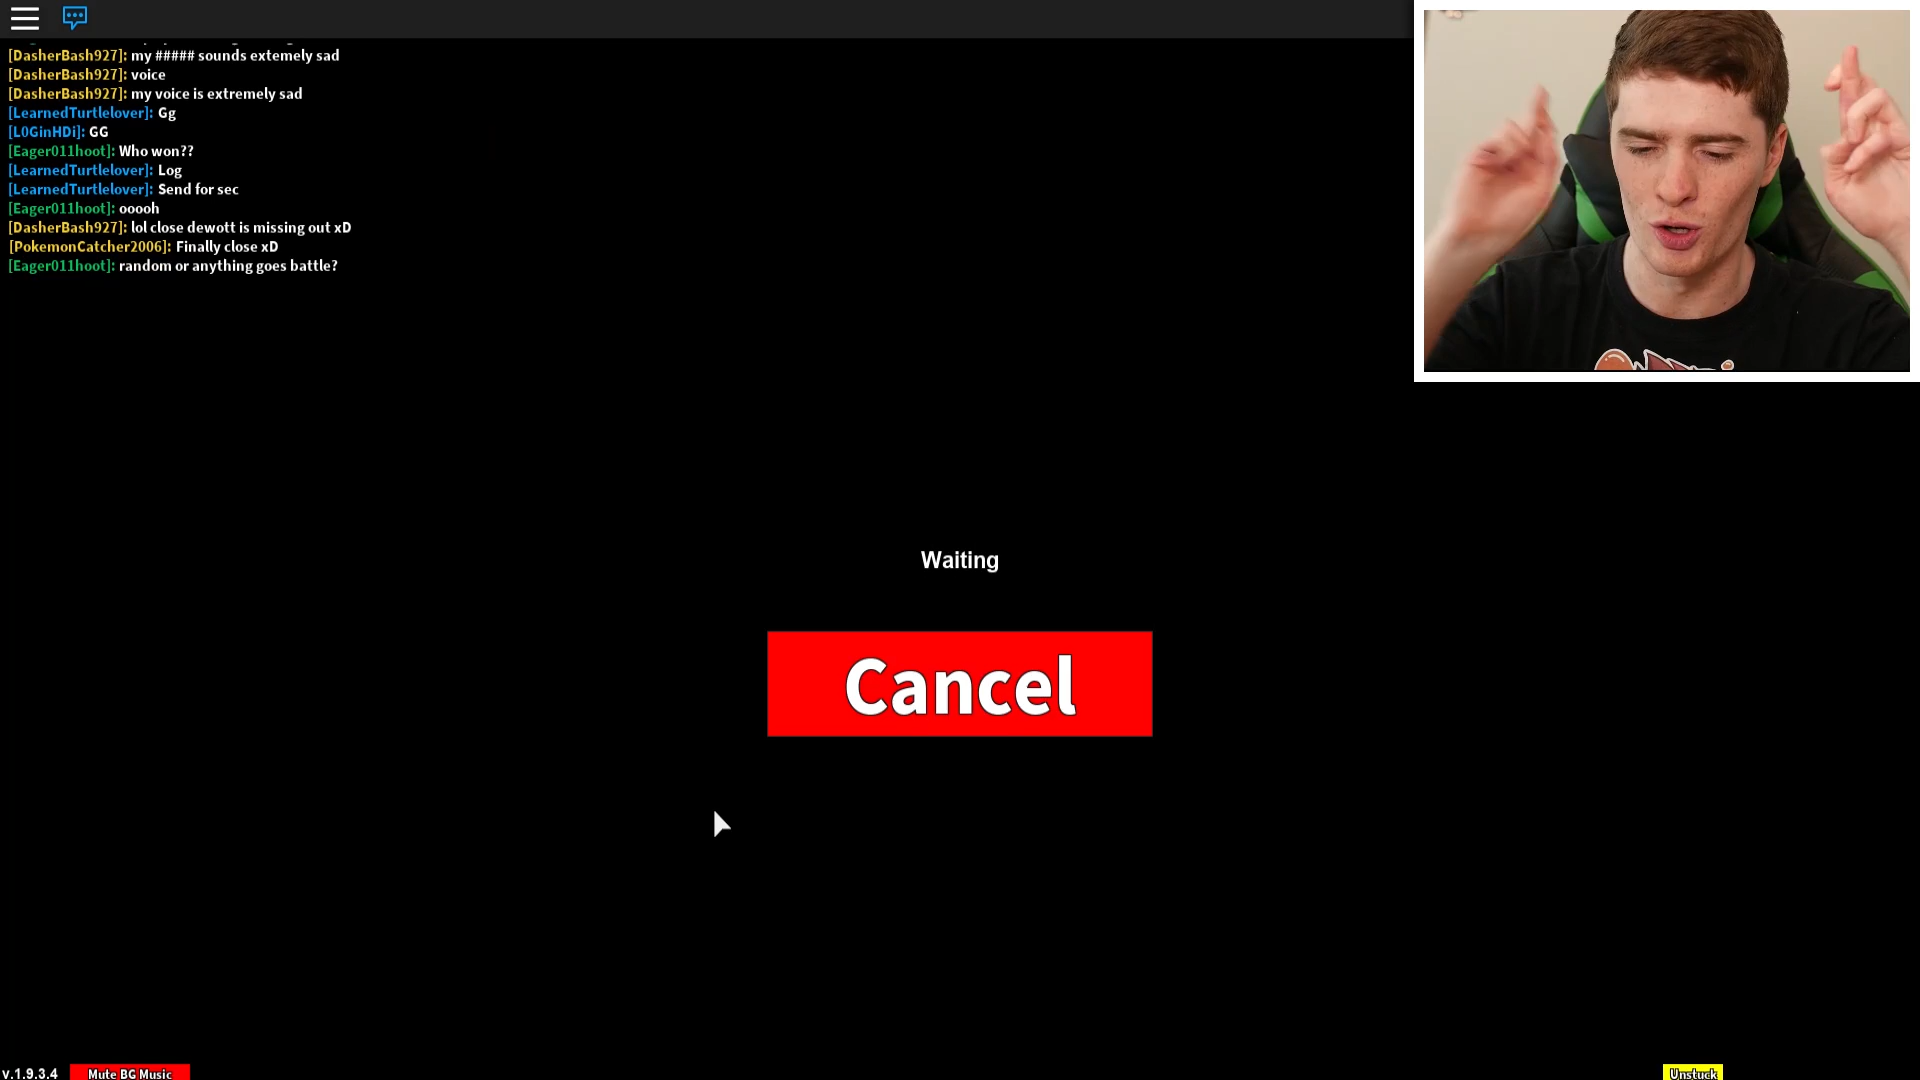 [DasherBash927]: my ##### sounds extemely sad
[DasherBash927]: voice
[DasherBash927]: my voice is extremely sad
[LearnedTurtlelover]: Gg
[L0GinHDi]: GG
[Eager011hoot]: Who won??
[LearnedTurtlelover]: Log
[LearnedTurtlelover]: Send for sec
[Eager011hoot]: ooooh
[DasherBash927]: lol close dewott is missing out xD
[PokemonCatcher2006]: Finally close xD
[Eager011hoot]: random or anything goes battle?
Waiting
Cancel
v.1.9.3.4
Mute BG Music
Unstuck